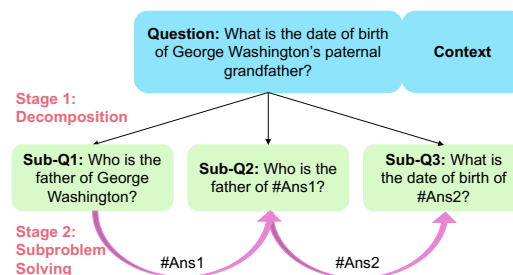 Question: What is the date of birth
of George Washington's paternal
grandfather?
Context
Stage 1:
Decomposition
Sub-Q1: Who is the
father of George
Washington?
Sub-Q2: Who is the
father of #Ans1?
Sub-Q3: What is
the date of birth of
#Ans2?
Stage 2:
Subproblem
Solving
#Ans1
#Ans2